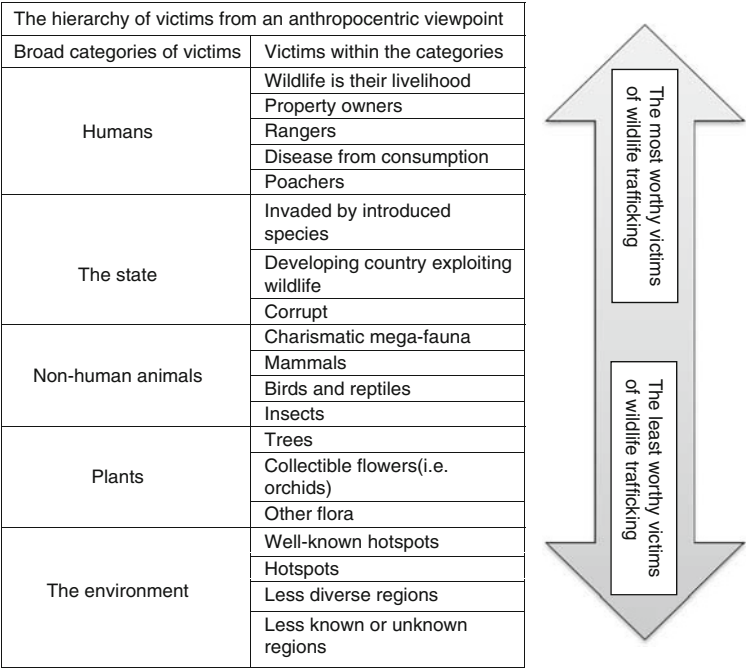 The hierarchy of victims from an anthropocentric viewpoint
Broad categories of victims
Victims within the categories
Humans
Wildlife is their livelihood
Property owners
Rangers
Disease from consumption
Poachers
The state
Invaded by introduced
species
Developing country exploiting
wildlife
Corrupt
Non-human animals
Charismatic mega-fauna
Mammals
Birds and reptiles
Insects
Plants
Trees
Collectible flowers(i.e.
orchids)
Other flora
The environment
Well-known hotspots
Hotspots
Less diverse regions
Less known or unknown
regions
The most worthy victims
of wildlife trafficking
The least worthy victims
of wildlife trafficking